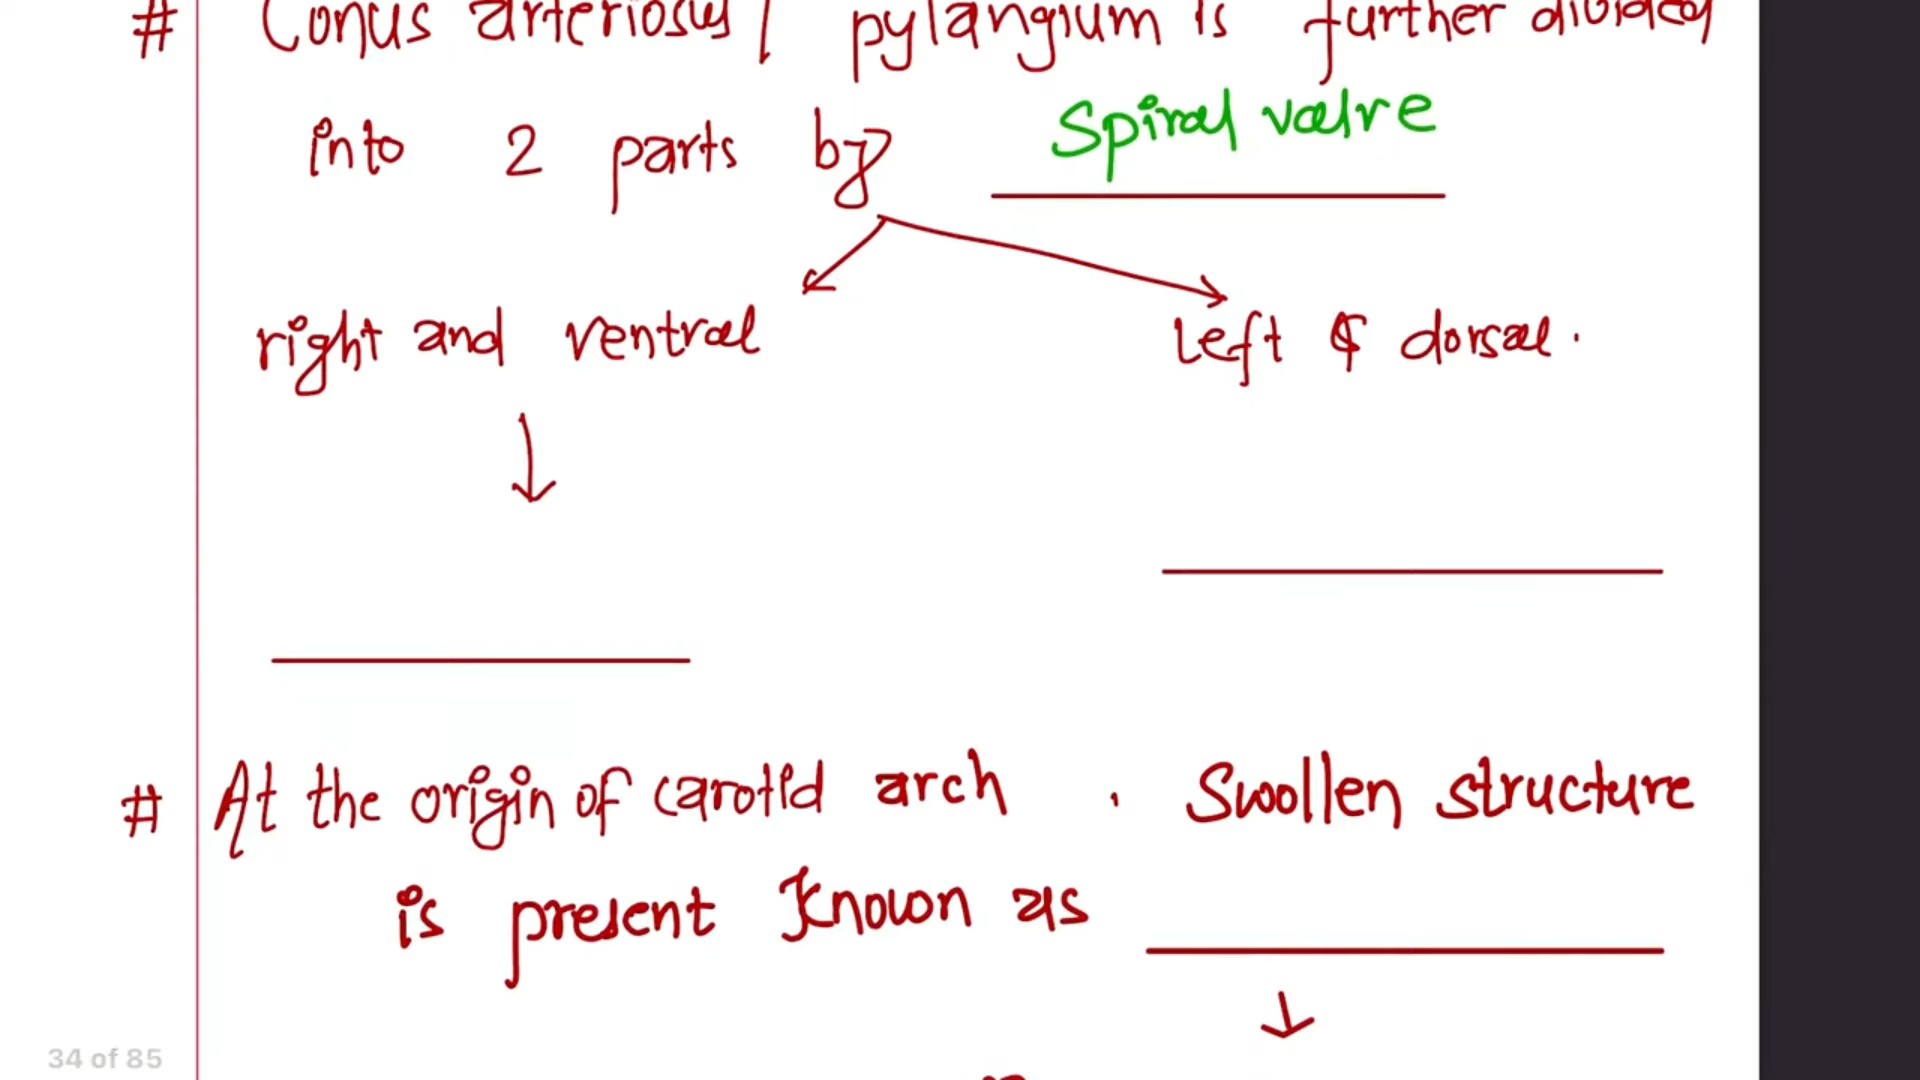 # Conus arteriosus / pylangium is further divided
into 2 parts by Spiral valve
right and ventral left & dorsal.
# At the origin of carotid arch . Swollen structure
is present Known as
34 of 85